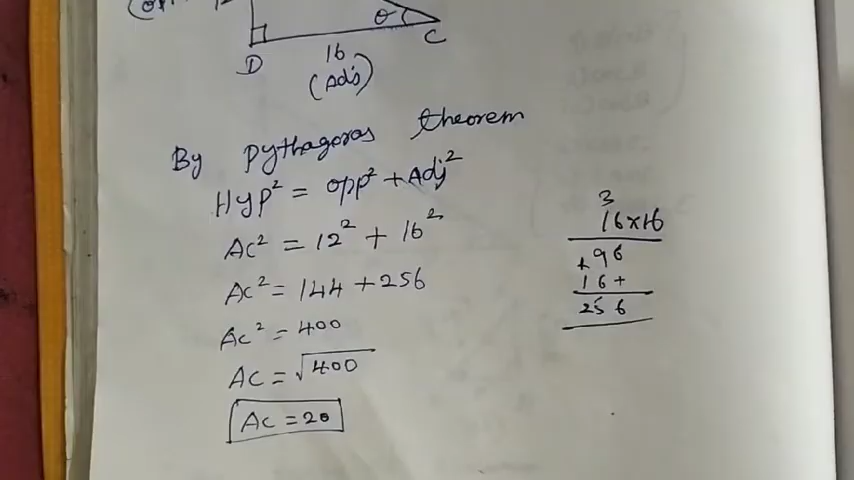 θ
C
D
16
(Adj)
By Pythagoras theorem
Hyp² = opp² + Adj²
AC² = 12² + 16²
AC² = 144 + 256
AC² = 400
AC = √400
AC = 20
3
16×16
+96
16+
256